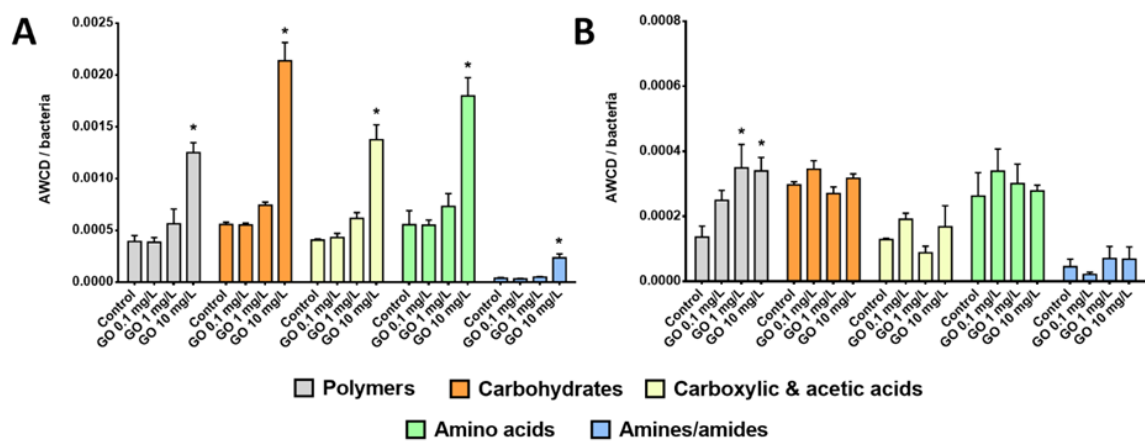 A
B
AWCD / bacteria
0.0025
0.0020
0.0015
0.0010
0.0005
0.0000
* * * * *
Control GO 0.1 mg/L GO 1 mg/L GO 10 mg/L Control GO 0.1 mg/L GO 1 mg/L GO 10 mg/L Control GO 0.1 mg/L GO 1 mg/L GO 10 mg/L Control GO 0.1 mg/L GO 1 mg/L GO 10 mg/L Control GO 0.1 mg/L GO 1 mg/L GO 10 mg/L
AWCD / bacteria
0.0008
0.0006
0.0004
0.0002
0.0000
* *
Control GO 0.1 mg/L GO 1 mg/L GO 10 mg/L Control GO 0.1 mg/L GO 1 mg/L GO 10 mg/L Control GO 0.1 mg/L GO 1 mg/L GO 10 mg/L Control GO 0.1 mg/L GO 1 mg/L GO 10 mg/L Control GO 0.1 mg/L GO 1 mg/L GO 10 mg/L
Polymers Carbohydrates Carboxylic & acetic acids
Amino acids Amines/amides